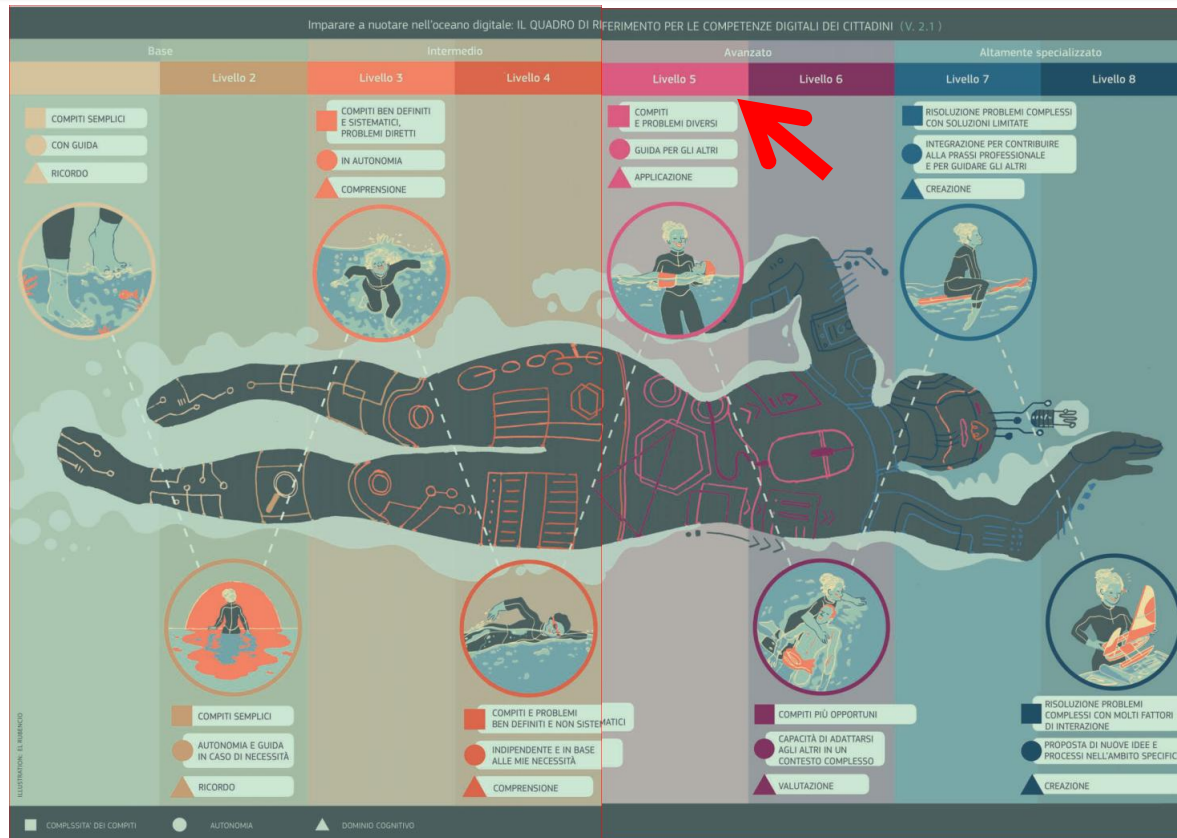 Imparare a nuotare nell'oceano digitale: IL QUADRO DI RIFERIMENTO PER LE COMPETENZE DIGITALI DEI CITTADINI (V. 2.1)
Base
Intermedio
Avanzato
Altamente specializzato
Livello 2
Livello 3
Livello 4
Livello 5
Livello 6
Livello 7
Livello 8
COMPITI SEMPLICI
CON GUIDA
RICORDO
COMPITI BEN DEFINITI
E SISTEMATICI,
PROBLEMI DIRETTI
IN AUTONOMIA
COMPRENSIONE
COMPITI
E PROBLEMI DIVERSI
GUIDA PER GLI ALTRI
APPLICAZIONE
RISOLUZIONE PROBLEMI COMPLESSI
CON SOLUZIONI LIMITATE
INTEGRAZIONE PER CONTRIBUIRE
ALLA PRASSI PROFESSIONALE
E PER GUIDARE GLI ALTRI
CREAZIONE
COMPITI SEMPLICI
AUTONOMIA E GUIDA
IN CASO DI NECESSITÀ
RICORDO
COMPITI E PROBLEMI
BEN DEFINITI E NON SISTEMATICI
INDIPENDENTE E IN BASE
ALLE MIE NECESSITÀ
COMPRENSIONE
COMPITI PIÙ OPPORTUNI
CAPACITÀ DI ADATTARSI
AGLI ALTRI IN UN
CONTESTO COMPLESSO
VALUTAZIONE
RISOLUZIONE PROBLEMI
COMPLESSI CON MOLTI FATTORI
DI INTERAZIONE
PROPOSTA DI NUOVE IDEE E
PROCESSI NELL'AMBITO SPECIFIC
CREAZIONE
ILLUSTRATION: EL RUBENCIO
COMPLSSITA' DEI COMPITI
AUTONOMIA
DOMINIO COGNITIVO